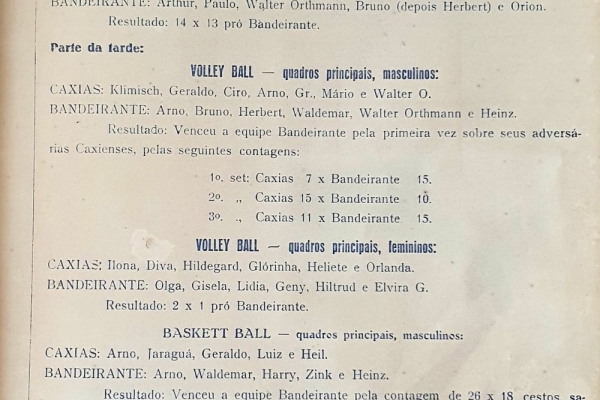 BANDEIRANTE: Arthur, Paulo, Walter Orthmann, Bruno (depois Herbert) e Orion.
Resultado: 14 x 13 pró Bandeirante.
Parte da tarde:
VOLLEY BALL — quadros principais, masculinos:
CAXIAS: Klimisch, Geraldo, Ciro, Arno, Gr., Mário e Walter O.
BANDEIRANTE: Arno, Bruno, Herbert, Waldemar, Walter Orthmann e Heinz.
Resultado: Venceu a equipe Bandeirante pela primeira vez sobre seus adversá-
rias Caxienses, pelas seguintes contagens:
1o. set: Caxias 7 x Bandeirante 15.
2o. „ Caxias 15 x Bandeirante 10.
3o. ., Caxias 11 x Bandeirante 15.
VOLLEY BALL — quadros principais, femininos:
CAXIAS: Ilona, Diva, Hildegard, Glórinha, Heliete e Orlanda.
BANDEIRANTE: Olga, Gisela, Lidia, Geny, Hiltrud e Elvira G.
Resultado: 2 x 1 pró Bandeirante.
BASKETT BALL — quadros principais, masculinos:
CAXIAS: Arno, Jaraguá, Geraldo, Luiz e Heil.
BANDEIRANTE: Arno, Waldemar, Harry, Zink e Heinz.
Resultado: Venceu a equipe Bandeirante pela contagem de 26 x 18 cestos, sa-